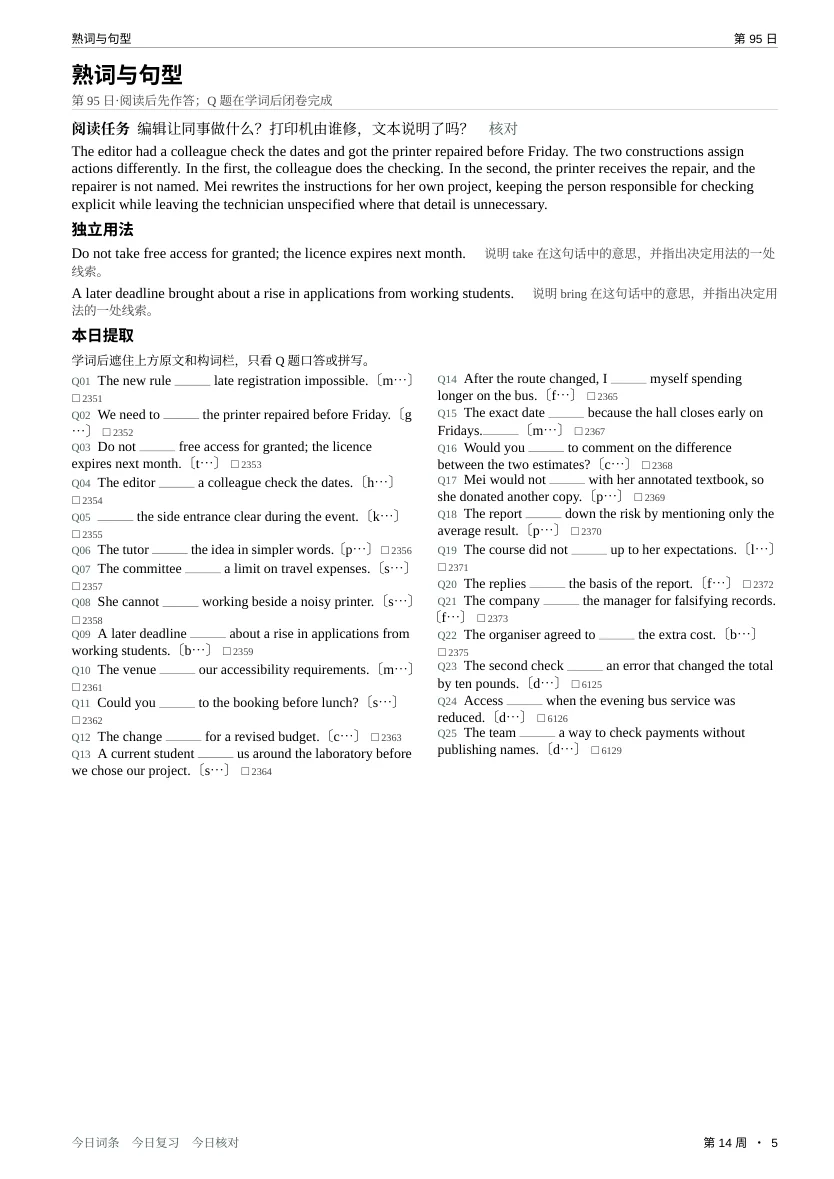 熟词与句型
第 95 日
熟词与句型
第 95 日·阅读后先作答；Q 题在学词后闭卷完成
阅读任务 编辑让同事做什么？打印机由谁修，文本说明了吗？ 核对
The editor had a colleague check the dates and got the printer repaired before Friday. The two constructions assign
actions differently. In the first, the colleague does the checking. In the second, the printer receives the repair, and the
repairer is not named. Mei rewrites the instructions for her own project, keeping the person responsible for checking
explicit while leaving the technician unspecified where that detail is unnecessary.
独立用法
Do not take free access for granted; the licence expires next month. 说明 take 在这句话中的意思，并指出决定用法的一处
线索。
A later deadline brought about a rise in applications from working students. 说明 bring 在这句话中的意思，并指出决定用
法的一处线索。
本日提取
学词后遮住上方原文和构词栏，只看 Q 题口答或拼写。
Q01 The new rule _____ late registration impossible.〔m···〕
□ 2351
Q02 We need to _____ the printer repaired before Friday.〔g
···〕 □ 2352
Q03 Do not _____ free access for granted; the licence
expires next month.〔t···〕 □ 2353
Q04 The editor _____ a colleague check the dates.〔h···〕
□ 2354
Q05 _____ the side entrance clear during the event.〔k···〕
□ 2355
Q06 The tutor _____ the idea in simpler words.〔p···〕 □ 2356
Q07 The committee _____ a limit on travel expenses.〔s···〕
□ 2357
Q08 She cannot _____ working beside a noisy printer.〔s···〕
□ 2358
Q09 A later deadline _____ about a rise in applications from
working students.〔b···〕 □ 2359
Q10 The venue _____ our accessibility requirements.〔m···〕
□ 2361
Q11 Could you _____ to the booking before lunch?〔s···〕
□ 2362
Q12 The change _____ for a revised budget.〔c···〕 □ 2363
Q13 A current student _____ us around the laboratory before
we chose our project.〔s···〕 □ 2364
Q14 After the route changed, I _____ myself spending
longer on the bus.〔f···〕 □ 2365
Q15 The exact date _____ because the hall closes early on
Fridays._____〔m···〕 □ 2367
Q16 Would you _____ to comment on the difference
between the two estimates?〔c···〕 □ 2368
Q17 Mei would not _____ with her annotated textbook, so
she donated another copy.〔p···〕 □ 2369
Q18 The report _____ down the risk by mentioning only the
average result.〔p···〕 □ 2370
Q19 The course did not _____ up to her expectations.〔l···〕
□ 2371
Q20 The replies _____ the basis of the report.〔f···〕 □ 2372
Q21 The company _____ the manager for falsifying records.
〔f···〕 □ 2373
Q22 The organiser agreed to _____ the extra cost.〔b···〕
□ 2375
Q23 The second check _____ an error that changed the total
by ten pounds.〔d···〕 □ 6125
Q24 Access _____ when the evening bus service was
reduced.〔d···〕 □ 6126
Q25 The team _____ a way to check payments without
publishing names.〔d···〕 □ 6129
今日词条 今日复习 今日核对
第 14 周 · 5